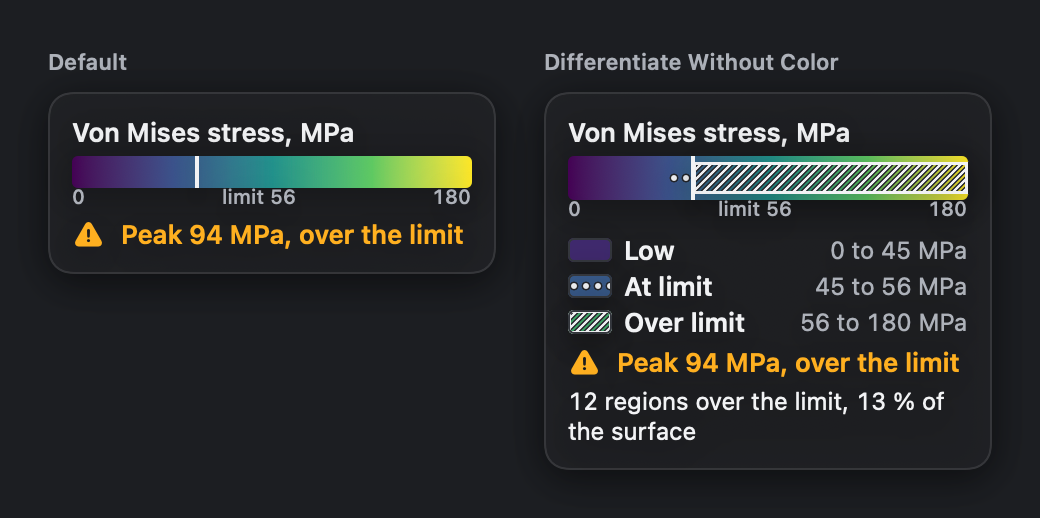 Default
Von Mises stress, MPa
0 limit 56 180
Peak 94 MPa, over the limit
Differentiate Without Color
Von Mises stress, MPa
0 limit 56 180
Low 0 to 45 MPa
At limit 45 to 56 MPa
Over limit 56 to 180 MPa
Peak 94 MPa, over the limit
12 regions over the limit, 13 % of
the surface